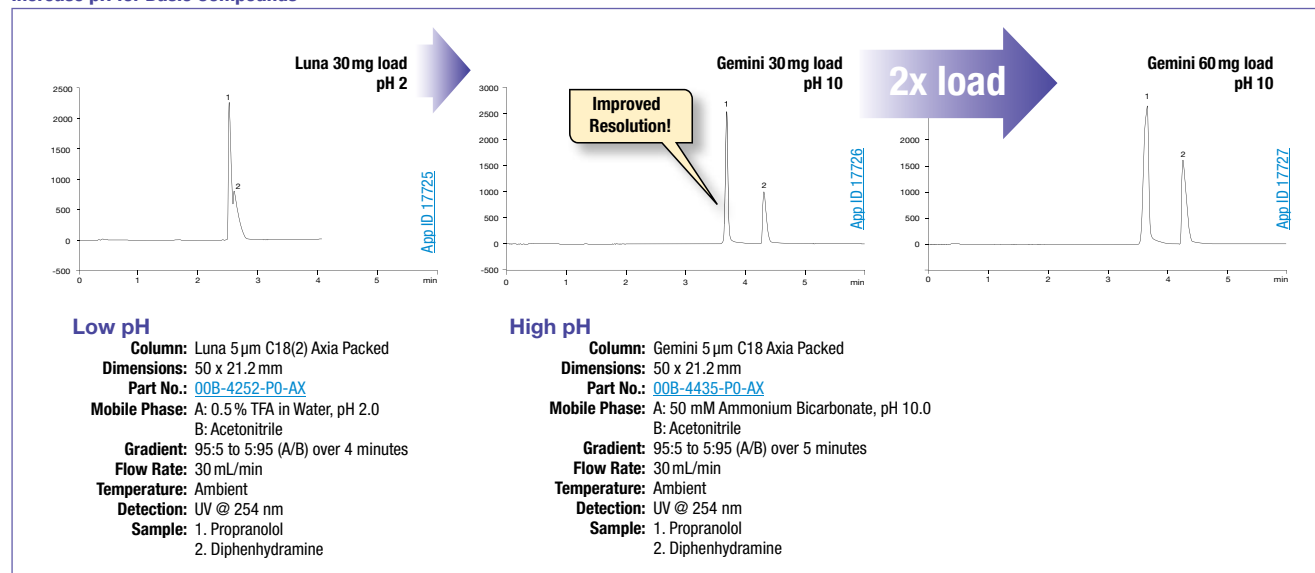 Luna 30 mg load
pH 2
2500
2000
1500
1000
500
0
-500
0
1
2
3
4
5
min
1
2
App ID 17725
Gemini 30 mg load
pH 10
Improved
Resolution!
3000
2500
2000
1500
1000
500
0
-500
0
1
2
3
4
5
min
1
2
App ID 17726
2x load
Gemini 60 mg load
pH 10
2000
1500
1000
500
0
0
1
2
3
4
5
min
1
2
App ID 17727
Low pH
Column: Luna 5 µm C18(2) Axia Packed
Dimensions: 50 x 21.2 mm
Part No.: 00B-4252-P0-AX
Mobile Phase: A: 0.5 % TFA in Water, pH 2.0
B: Acetonitrile
Gradient: 95:5 to 5:95 (A/B) over 4 minutes
Flow Rate: 30 mL/min
Temperature: Ambient
Detection: UV @ 254 nm
Sample: 1. Propranolol
2. Diphenhydramine
High pH
Column: Gemini 5 µm C18 Axia Packed
Dimensions: 50 x 21.2 mm
Part No.: 00B-4435-P0-AX
Mobile Phase: A: 50 mM Ammonium Bicarbonate, pH 10.0
B: Acetonitrile
Gradient: 95:5 to 5:95 (A/B) over 5 minutes
Flow Rate: 30 mL/min
Temperature: Ambient
Detection: UV @ 254 nm
Sample: 1. Propranolol
2. Diphenhydramine